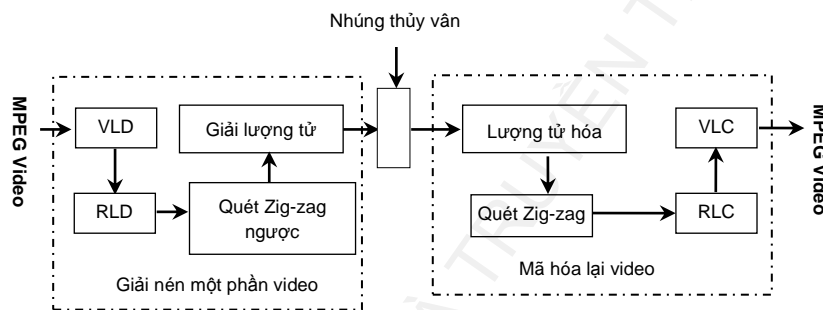 Nhúng thủy vân
MPEG Video
VLD
Giải lượng tử
RLD
Quét Zig-zag
ngược
Giải nén một phần video
Lượng tử hóa
VLC
Quét Zig-zag
RLC
Mã hóa lại video
MPEG Video